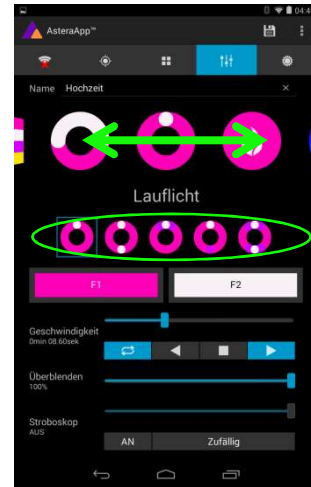 04:4
AsteraApp™
Name Hochzeit ×
Lauflicht
F1 F2
Geschwindigkeit
0min 08.60sek
Überblenden
100%
Stroboskop
AUS
AN Zufällig